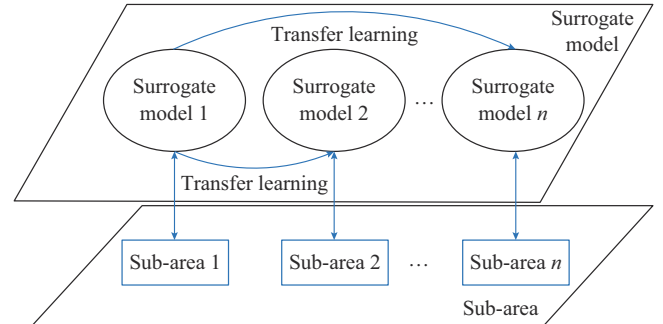 Surrogate
model
Transfer learning
Surrogate
model 1
Surrogate
model 2
...
Surrogate
model n
Transfer learning
Sub-area 1
Sub-area 2
...
Sub-area n
Sub-area